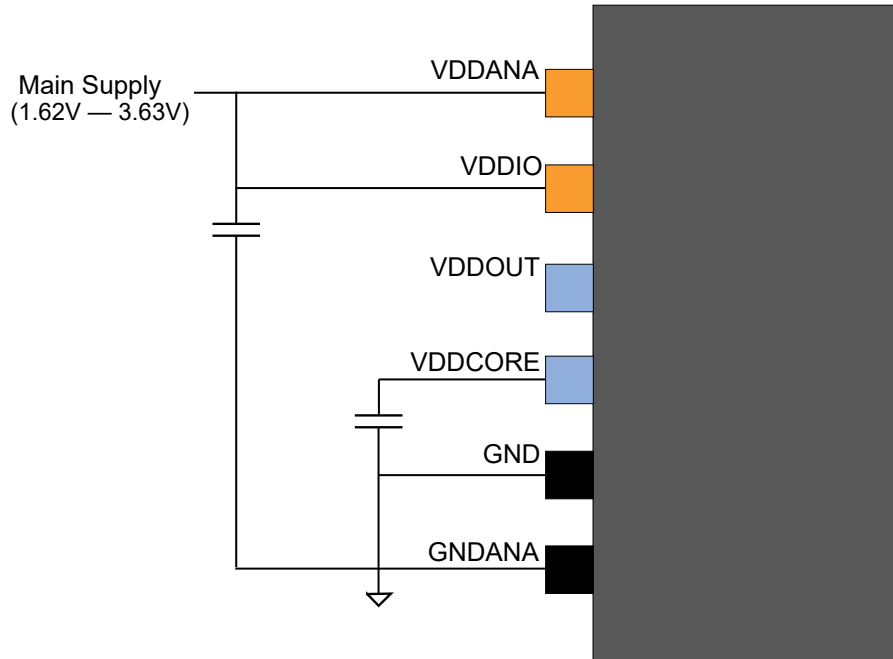 VDDANA
Main Supply
(1.62V — 3.63V)
VDDIO
VDDOUT
VDDCORE
GND
GNDANA